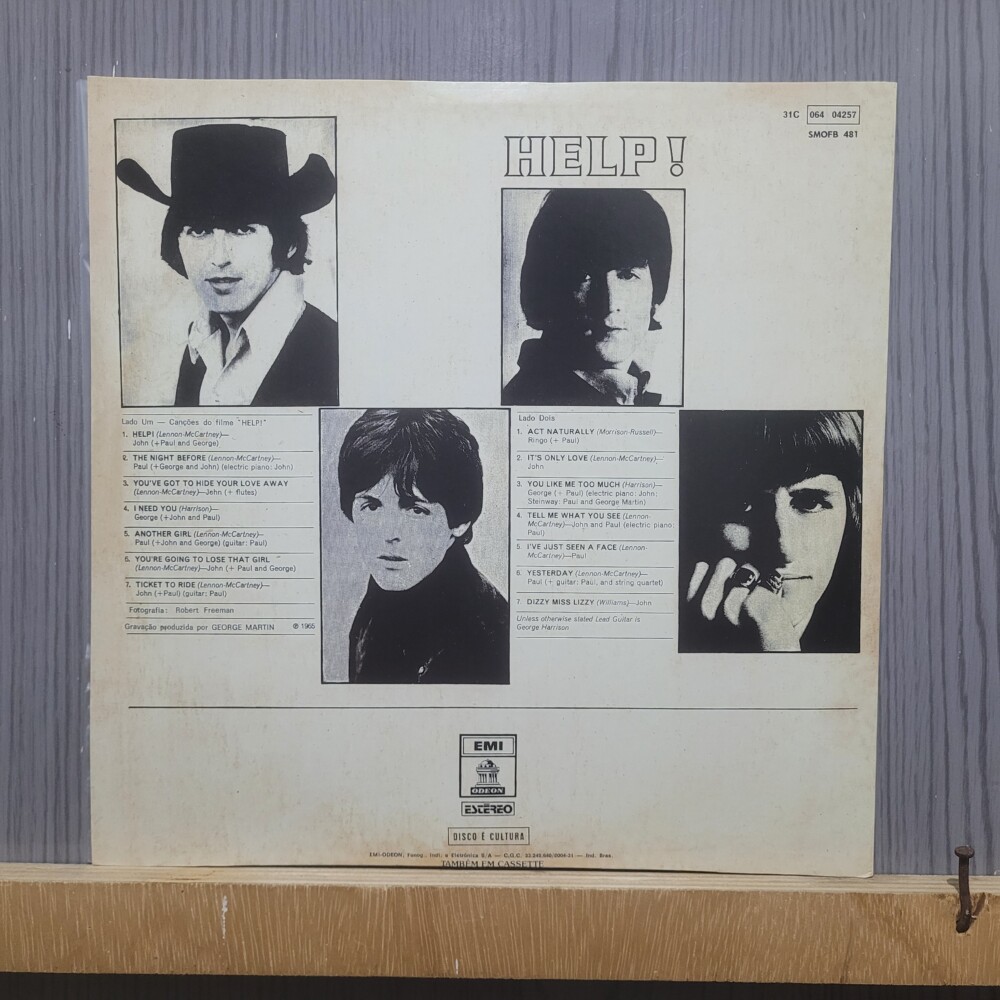 31C 064 04257
SMOFB 481
HELP!
Lado Um — Canções do filme "HELP!"
1. HELP! (Lennon-McCartney)—
John (+Paul and George)
2. THE NIGHT BEFORE (Lennon-McCartney)—
Paul (+George and John) (electric piano: John)
3. YOU'VE GOT TO HIDE YOUR LOVE AWAY
(Lennon-McCartney)—John (+ flutes)
4. I NEED YOU (Harrison)—
George (+John and Paul)
5. ANOTHER GIRL (Lennon-McCartney)—
Paul (+John and George) (guitar: Paul)
6. YOU'RE GOING TO LOSE THAT GIRL
(Lennon-McCartney)—John (+ Paul and George)
7. TICKET TO RIDE (Lennon-McCartney)—
John (+Paul) (guitar: Paul)
Fotografia: Robert Freeman
Gravação produzida por GEORGE MARTIN ℗ 1965
Lado Dois
1. ACT NATURALLY (Morrison-Russell)—
Ringo (+ Paul)
2. IT'S ONLY LOVE (Lennon-McCartney)—
John
3. YOU LIKE ME TOO MUCH (Harrison)—
George (+ Paul) (electric piano: John;
Steinway: Paul and George Martin)
4. TELL ME WHAT YOU SEE (Lennon-
McCartney)—John and Paul (electric piano:
Paul)
5 I'VE JUST SEEN A FACE (Lennon-
McCartney)—Paul
6. YESTERDAY (Lennon-McCartney)—
Paul (+ guitar: Paul, and string quartet)
7 DIZZY MISS LIZZY (Williams)—John
Unless otherwise stated Lead Guitar is
George Harrison
EMI
ODEON
ESTÉREO
DISCO É CULTURA
EMI-ODEON, Fonog., Ind. e Eletrônica S/A — C.G.C. — Ind. Bras.
TAMBÉM EM CASSETTE